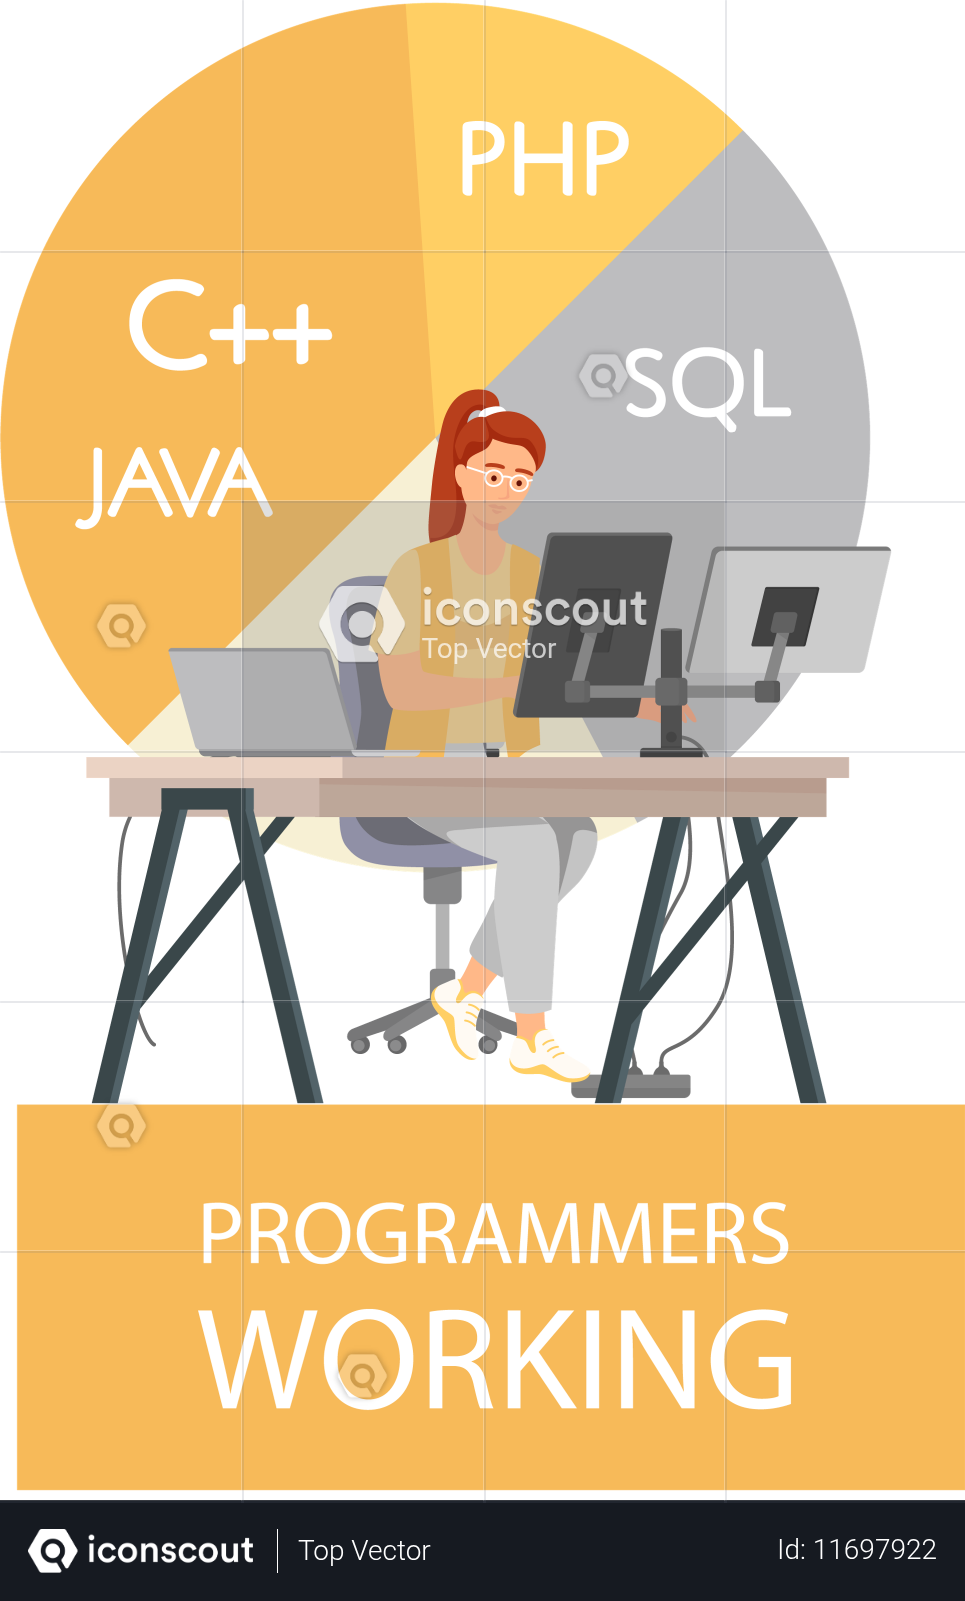 PHP
C++
SQL
JAVA
iconscout
Top Vector
PROGRAMMERS
WORKING
iconscout
Top Vector
Id: 11697922